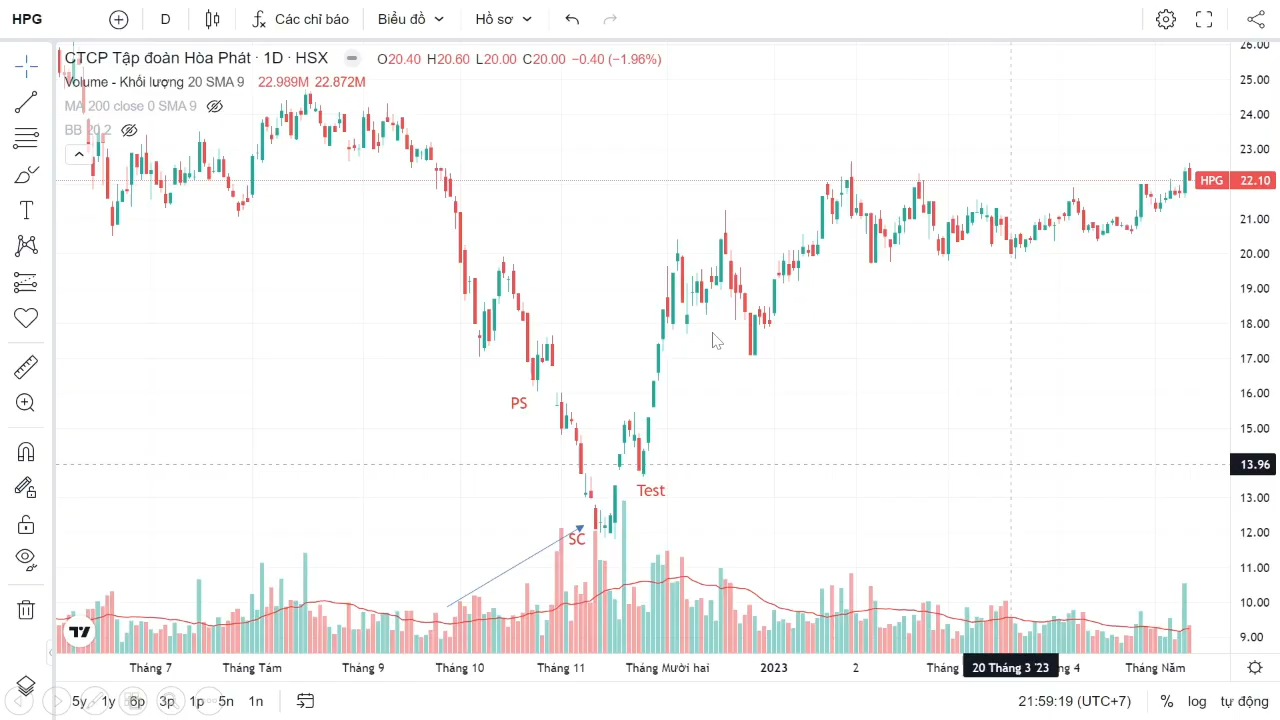 HPG D Các chỉ báo Biểu đồ Hồ sơ
CTCP Tập đoàn Hòa Phát · 1D · HSX O20.40 H20.60 L20.00 C20.00 −0.40 (−1.96%)
Volume - Khối lượng 20 SMA 9 22.989M 22.872M
MA 200 close 0 SMA 9
BB 20 2
26.00
25.00
24.00
23.00
HPG 22.10
21.00
20.00
19.00
18.00
17.00
16.00
15.00
13.96
13.00
12.00
11.00
10.00
9.00
PS
Test
SC
Tháng 7 Tháng Tám Tháng 9 Tháng 10 Tháng 11 Tháng Mười hai 2023 2 Tháng 20 Tháng 3 '23 4 Tháng Năm
5y 1y 6p 3p 1p 5n 1n 21:59:19 (UTC+7) % log tự động